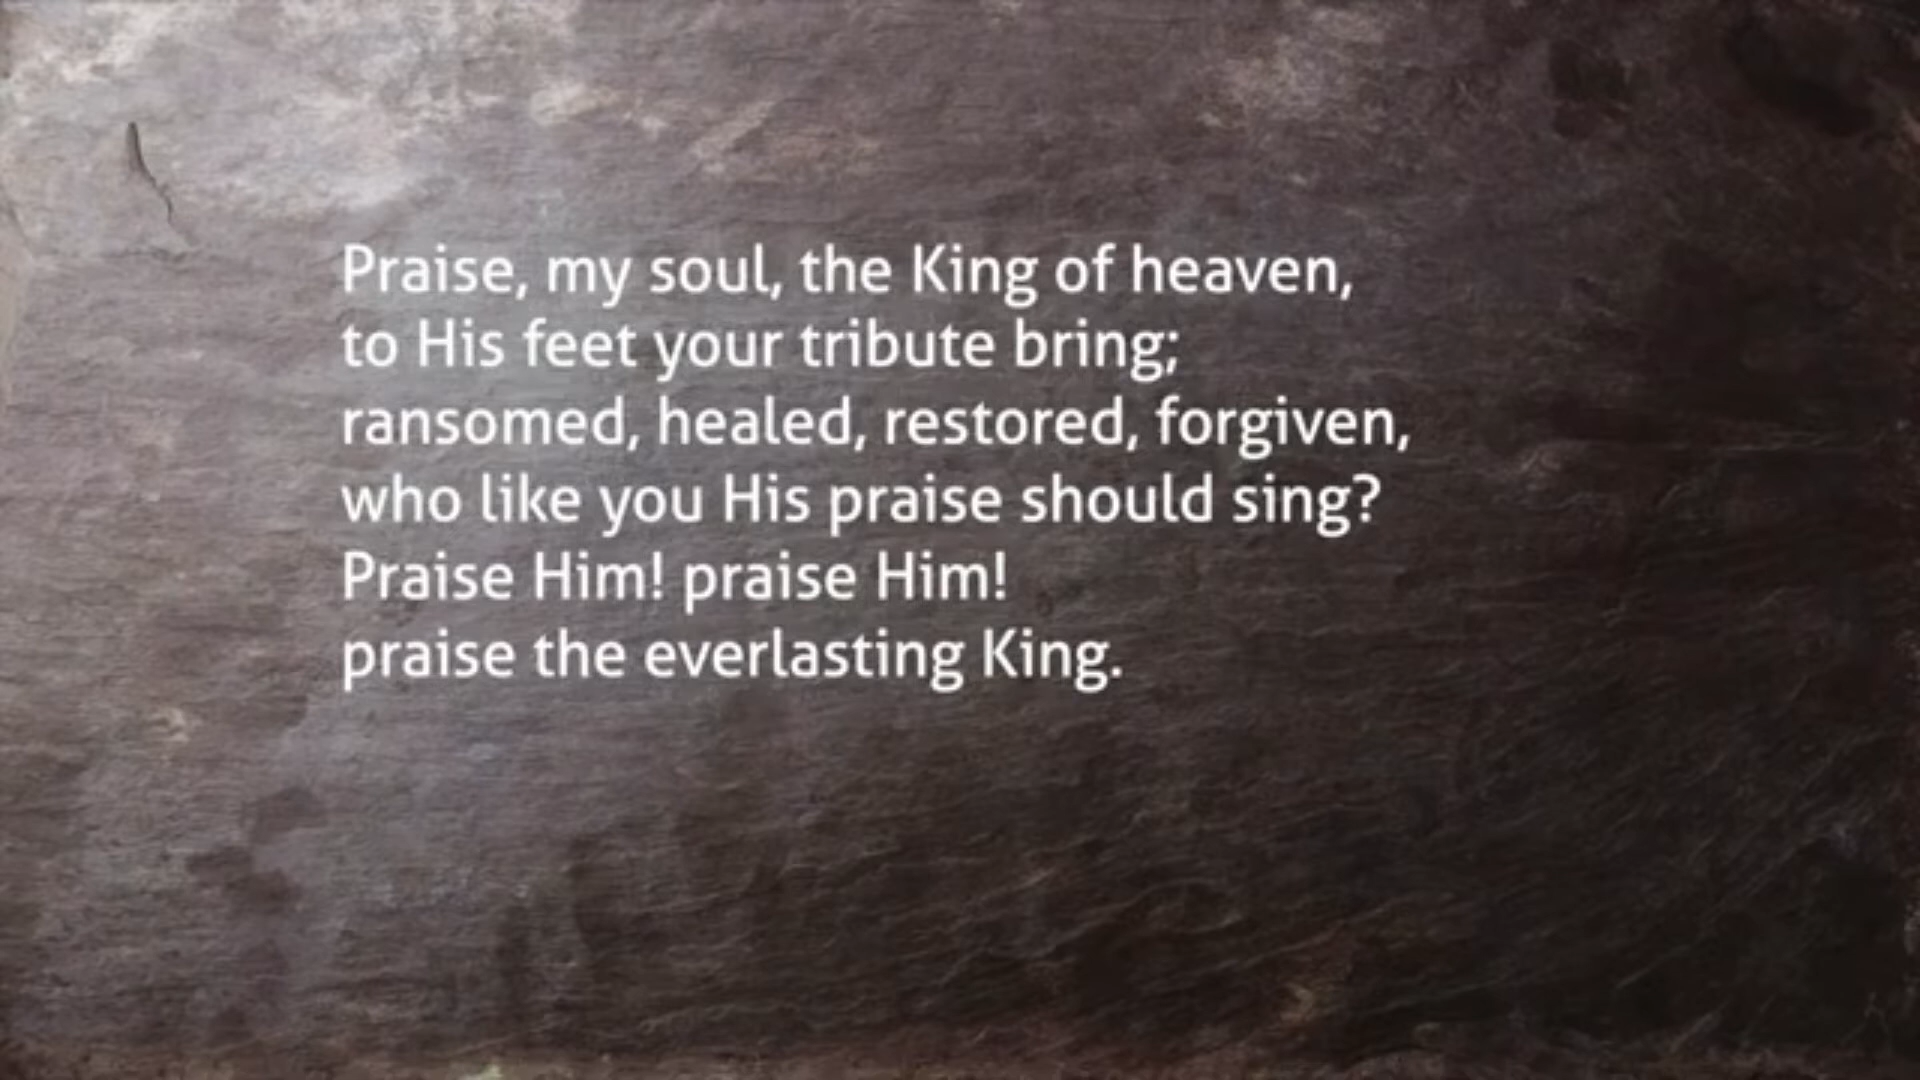 Praise, my soul, the King of heaven,
to His feet your tribute bring;
ransomed, healed, restored, forgiven,
who like you His praise should sing?
Praise Him! praise Him!
praise the everlasting King.